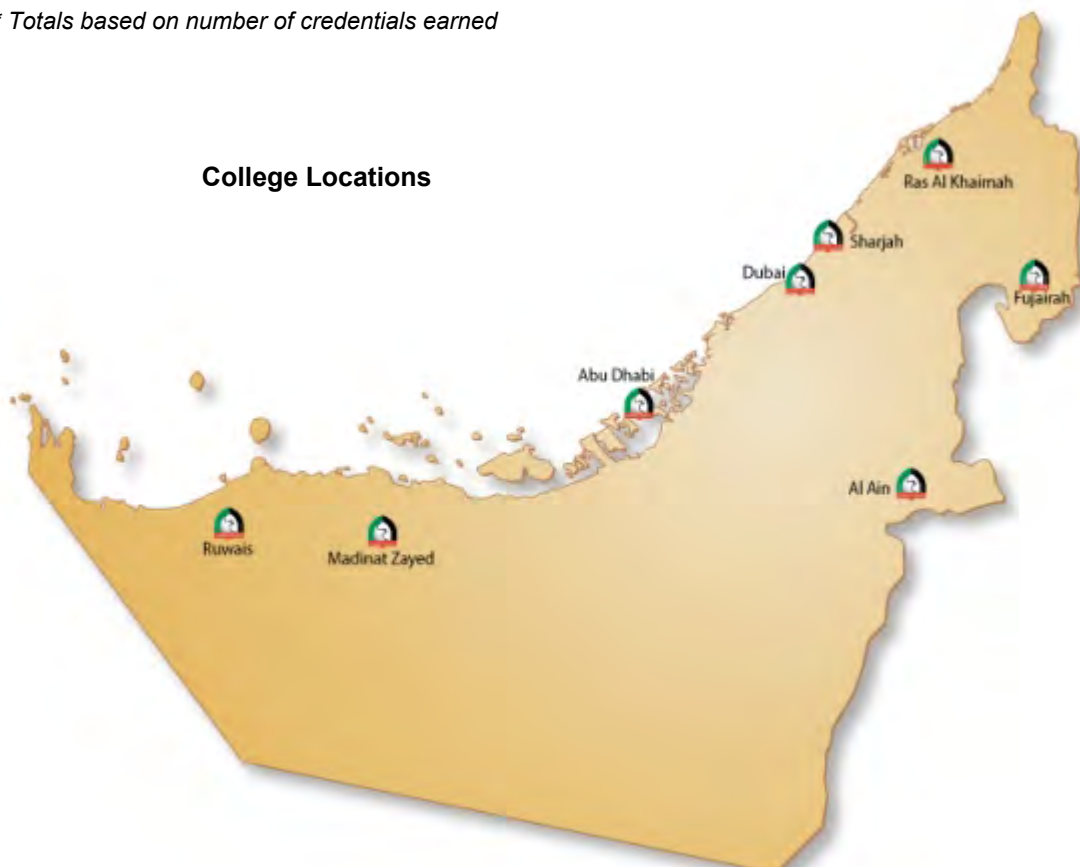 * Totals based on number of credentials earned
College Locations
Ras Al Khaimah
Sharjah
Dubai
Fujairah
Abu Dhabi
Al Ain
Ruwais
Madinat Zayed